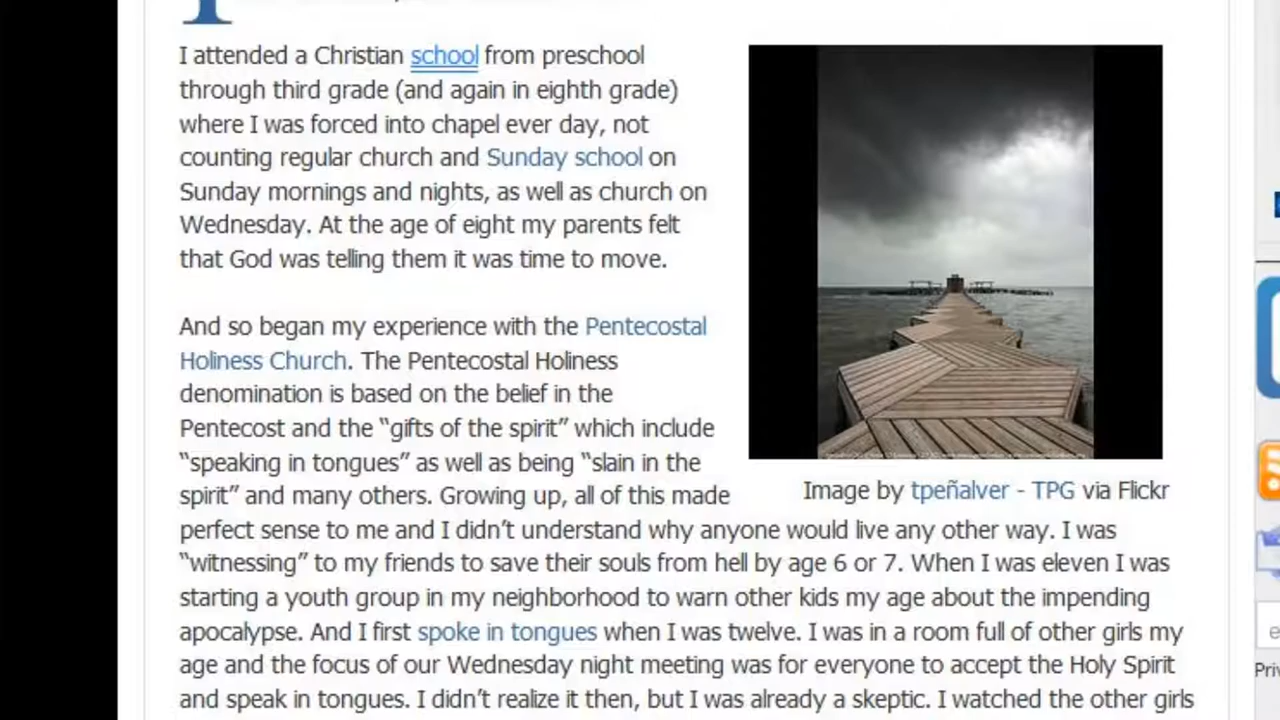 I attended a Christian school from preschool
through third grade (and again in eighth grade)
where I was forced into chapel ever day, not
counting regular church and Sunday school on
Sunday mornings and nights, as well as church on
Wednesday. At the age of eight my parents felt
that God was telling them it was time to move.
And so began my experience with the Pentecostal
Holiness Church. The Pentecostal Holiness
denomination is based on the belief in the
Pentecost and the “gifts of the spirit” which include
“speaking in tongues” as well as being “slain in the
spirit” and many others. Growing up, all of this made
Image by tpeñalver - TPG via Flickr
perfect sense to me and I didn’t understand why anyone would live any other way. I was
“witnessing” to my friends to save their souls from hell by age 6 or 7. When I was eleven I was
starting a youth group in my neighborhood to warn other kids my age about the impending
apocalypse. And I first spoke in tongues when I was twelve. I was in a room full of other girls my
age and the focus of our Wednesday night meeting was for everyone to accept the Holy Spirit
and speak in tongues. I didn’t realize it then, but I was already a skeptic. I watched the other girls